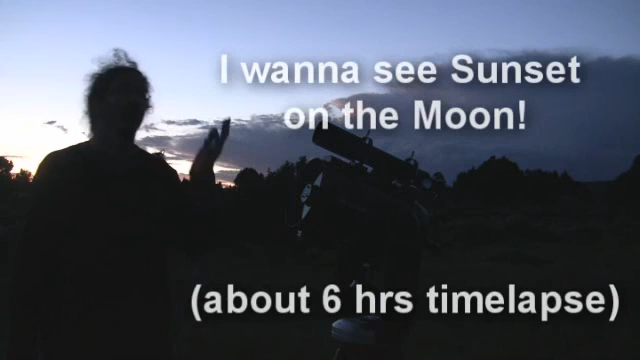 I wanna see Sunset
on the Moon!
(about 6 hrs timelapse)